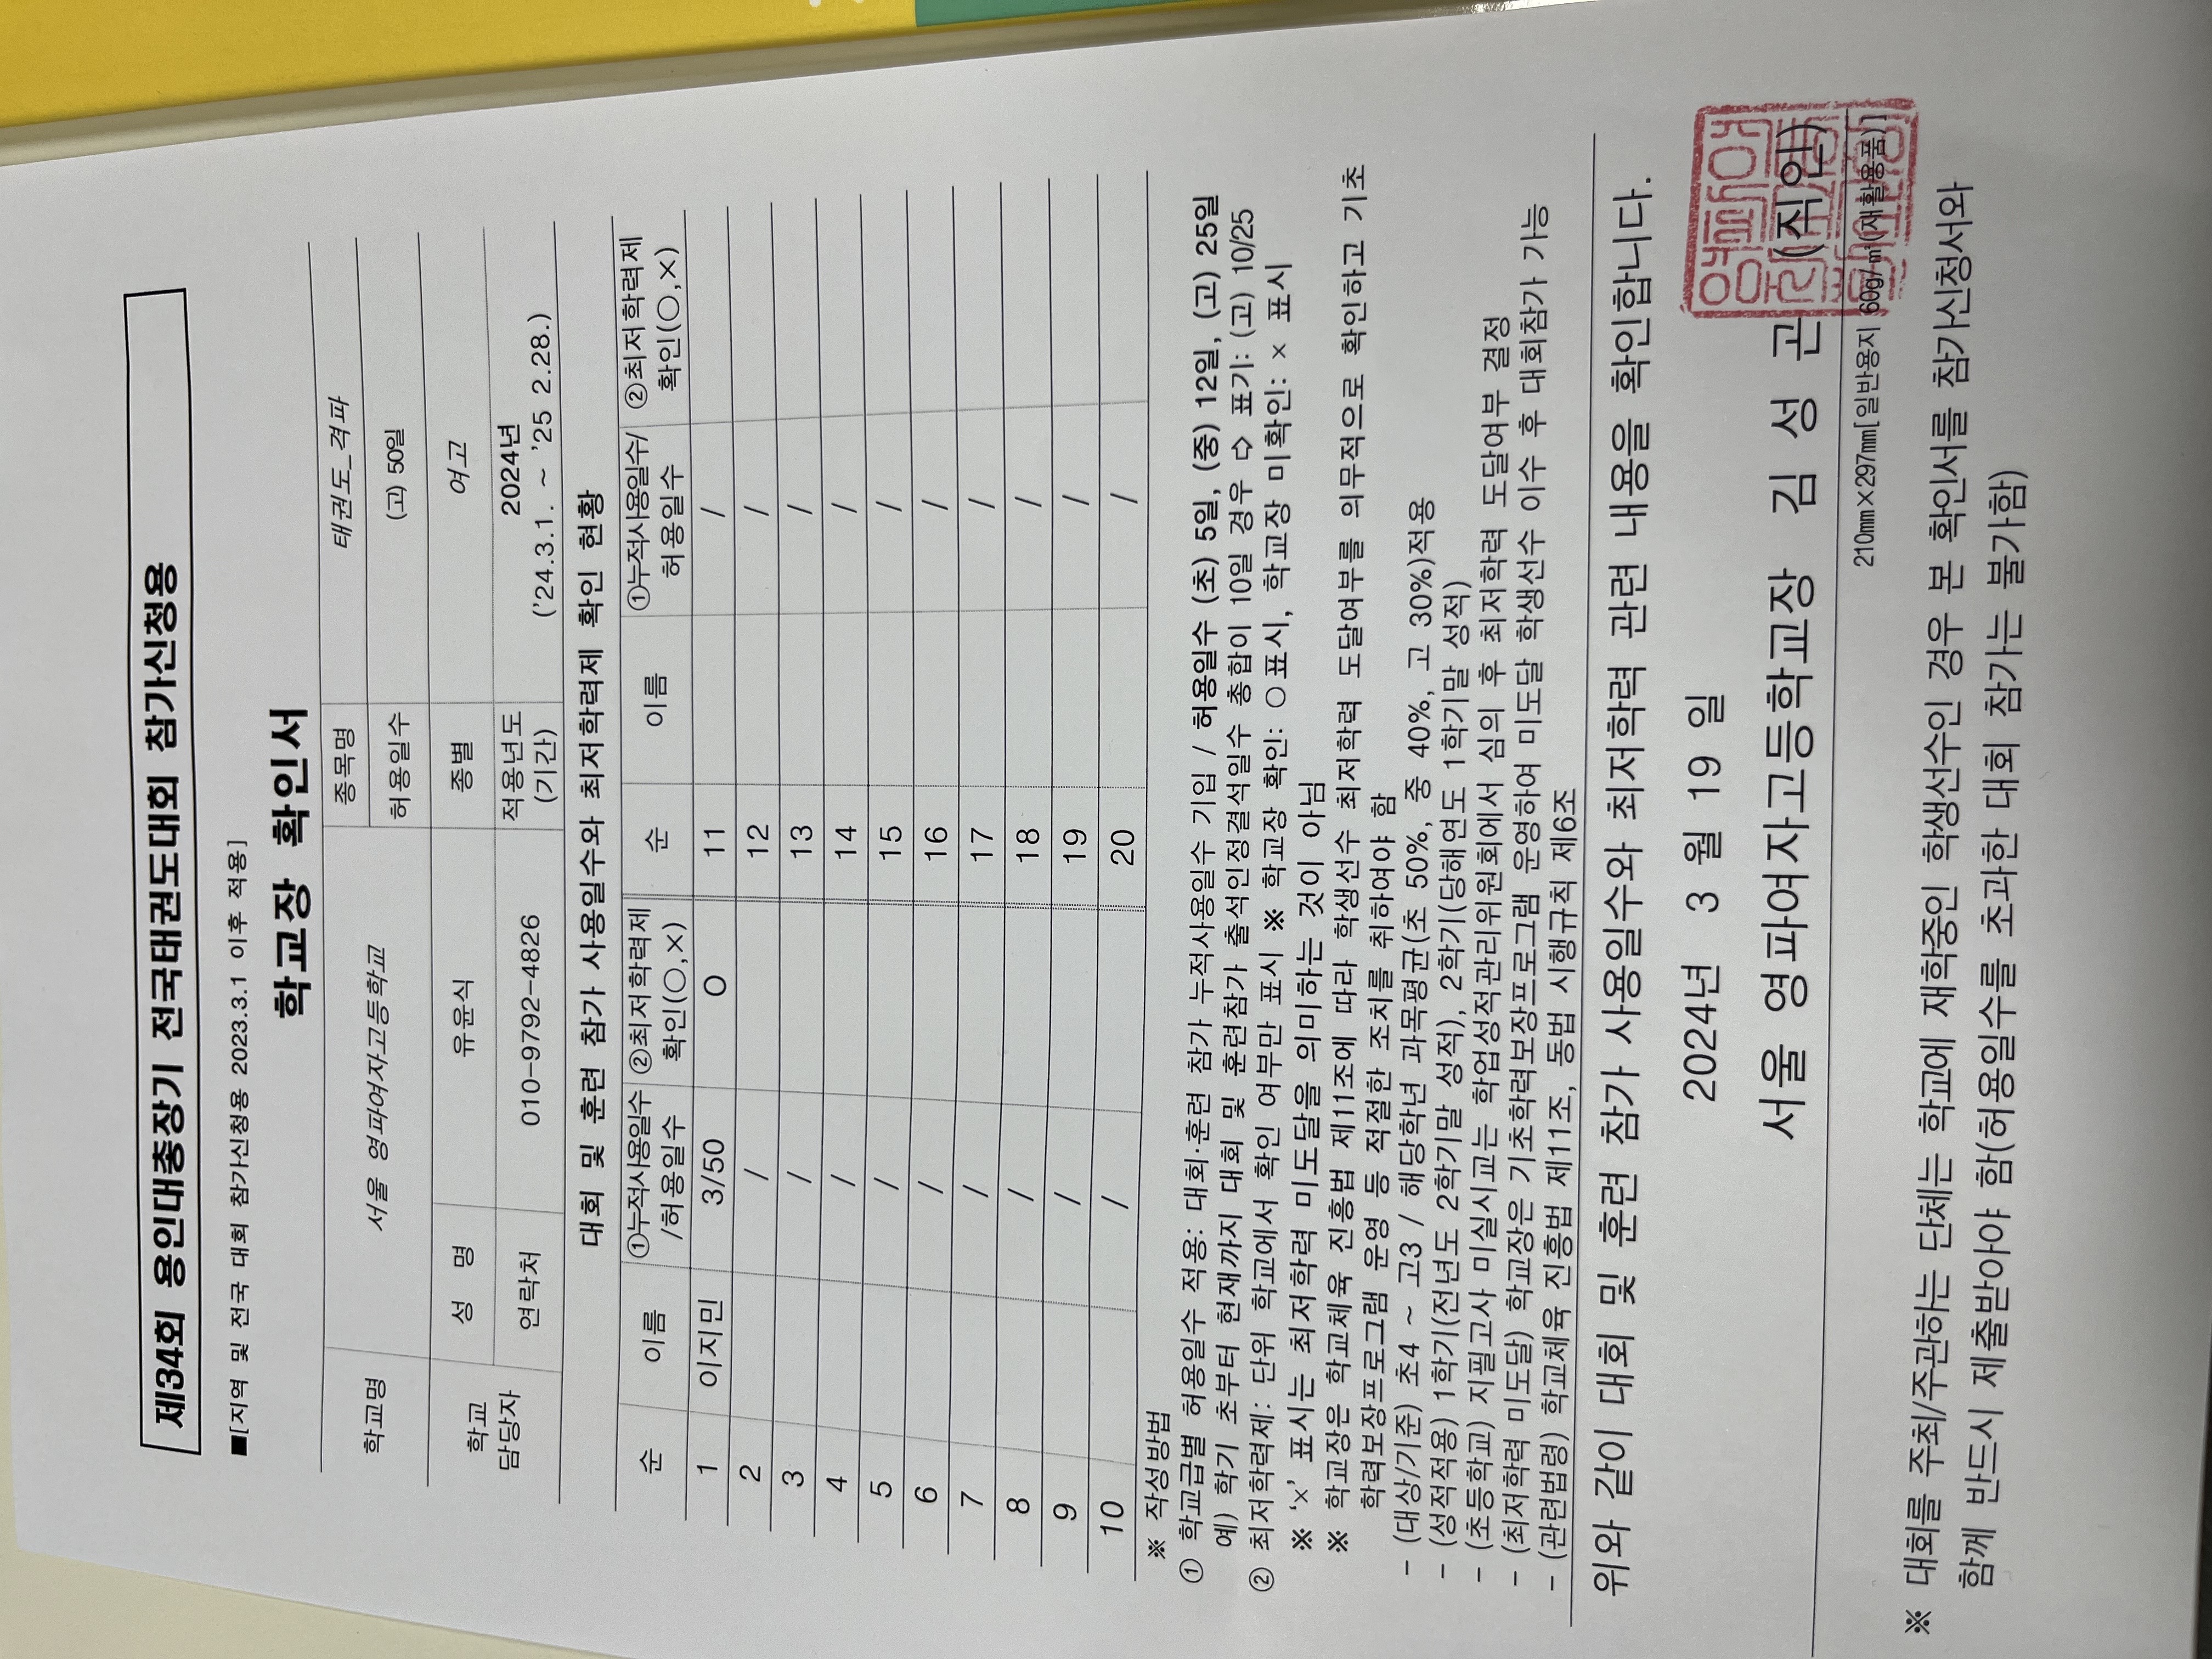 제34회 용인대총장기 전국태권도대회 참가신청용
■[지역 및 전국 대회 참가신청용 2023.3.1 이후 적용]
학교장 확인서
학교명 서울 영파여자고등학교 종목명 태권도_격파
허용일수 (고) 50일
학교 담당자 성 명 유윤식 종별 여고
연락처 010-9792-4826 적용년도 (기간) 2024년 ('24.3.1. ~ '25 2.28.)
대회 및 훈련 참가 사용일수와 최저학력제 확인 현황
순 이름 ①누적사용일수 /허용일수 ②최저학력제 확인(○,×) 순 이름 ①누적사용일수/ 허용일수 ②최저학력제 확인(○,×)
1 이지민 3/50 O 11 /
2 / 12 /
3 / 13 /
4 / 14 /
5 / 15 /
6 / 16 /
7 / 17 /
8 / 18 /
9 / 19 /
10 / 20 /
※ 작성방법
① 학교급별 허용일수 적용: 대회·훈련 참가 누적사용일수 기입 / 허용일수 (초) 5일, (중) 12일, (고) 25일
예) 학기 초부터 현재까지 대회 및 훈련참가 출석인정결석일수 총합이 10일 경우 ⇨ 표기: (고) 10/25
② 최저학력제: 단위 학교에서 확인 여부만 표시 ※ 학교장 확인: ○표시, 학교장 미확인: × 표시
※ '×' 표시는 최저학력 미도달을 의미하는 것이 아님
※ 학교장은 학교체육 진흥법 제11조에 따라 학생선수 최저학력 도달여부를 의무적으로 확인하고 기초
학력보장프로그램 운영 등 적절한 조치를 취하여야 함
- (대상/기준) 초4 ~ 고3 / 해당학년 과목평균(초 50%, 중 40%, 고 30%)적용
- (성적적용) 1학기(전년도 2학기말 성적), 2학기(당해연도 1학기말 성적)
- (초등학교) 지필고사 미실시교는 학업성적관리위원회에서 심의 후 최저학력 도달여부 결정
- (최저학력 미도달) 학교장은 기초학력보장프로그램 운영하여 미도달 학생선수 이수 후 대회참가 가능
- (관련법령) 학교체육 진흥법 제11조, 동법 시행규칙 제6조
위와 같이 대회 및 훈련 참가 사용일수와 최저학력 관련 내용을 확인합니다.
2024년 3 월 19 일
서울 영파여자고등학교장 김 성 곤 (직인)
210㎜×297㎜[일반용지 60g/㎡(재활용품)]
※ 대회를 주최/주관하는 단체는 학교에 재학중인 학생선수인 경우 본 확인서를 참가신청서와
함께 반드시 제출받아야 함(허용일수를 초과한 대회 참가는 불가함)